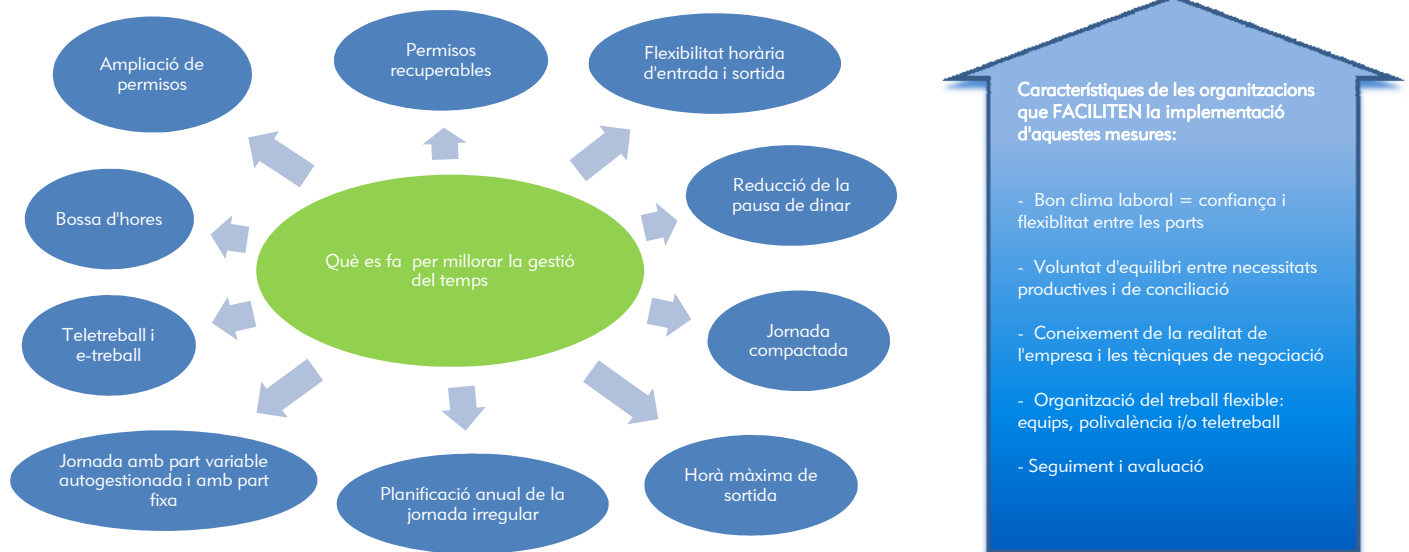 Ampliació de
permisos
Permisos
recuperables
Flexibilitat horària
d'entrada i sortida
Bossa d'hores
Reducció de la
pausa de dinar
Què es fa  per millorar la gestió
del temps
Teletreball i
e-treball
Jornada
compactada
Jornada amb part variable
autogestionada i amb part
fixa
Planificació anual de la
jornada irregular
Horà màxima de
sortida
Característiques de les organitzacions
que FACILITEN la implementació
d'aquestes mesures:
- Bon clima laboral = confiança i
flexiblitat entre les parts
- Voluntat d'equilibri entre necessitats
productives i de conciliació
- Coneixement de la realitat de
l'empresa i les tècniques de negociació
- Organització del treball flexible:
equips, polivalència i/o teletreball
- Seguiment i avaluació